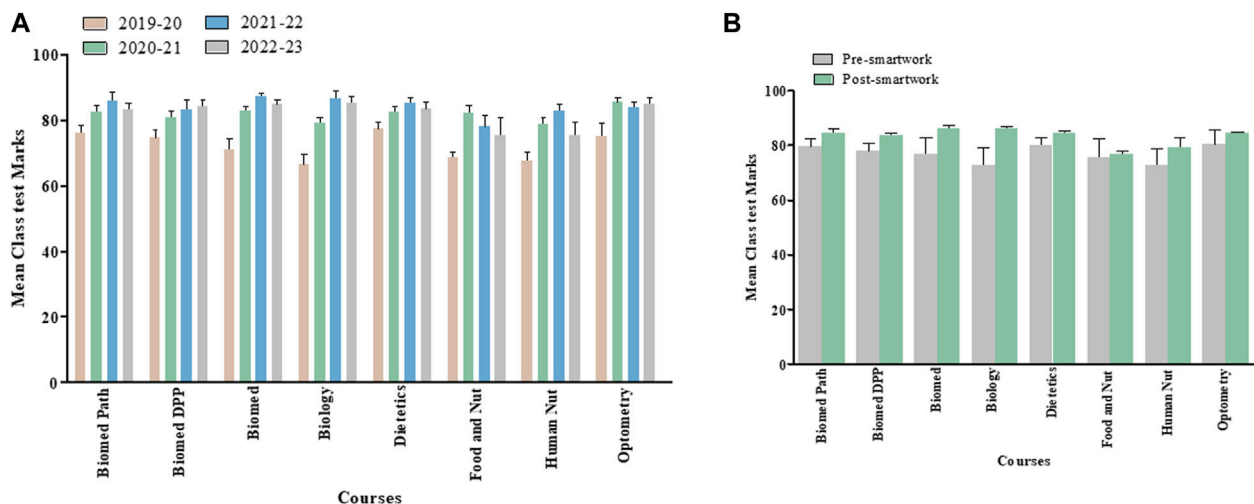 A
2019-20
2021-22
2020-21
2022-23
Mean Class test Marks
100
80
60
40
20
0
Biomed Path
Biomed DPP
Biomed
Biology
Dietetics
Food and Nut
Human Nut
Optometry
Courses
B
Pre-smartwork
Post-smartwork
Mean Class test Marks
100
80
60
40
20
0
Biomed Path
Biomed DPP
Biomed
Biology
Dietetics
Food and Nut
Human Nut
Optometry
Courses